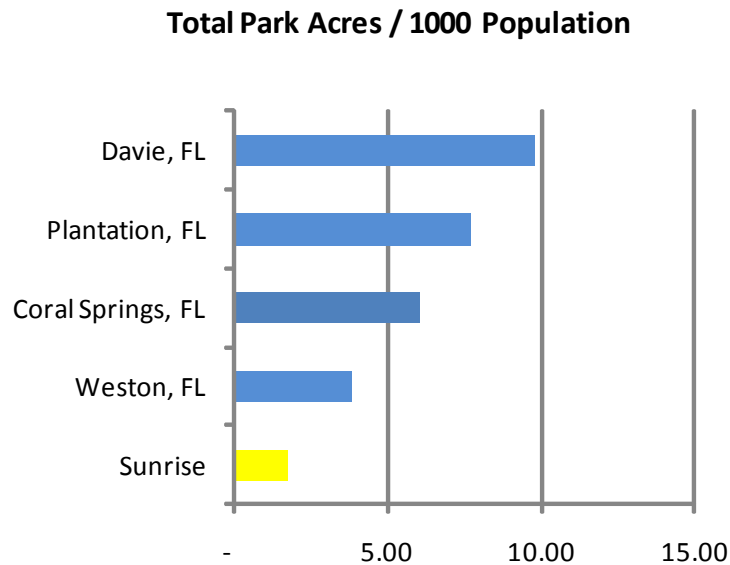 Total Park Acres / 1000 Population
Davie, FL
Plantation, FL
Coral Springs, FL
Weston, FL
Sunrise
- 5.00 10.00 15.00